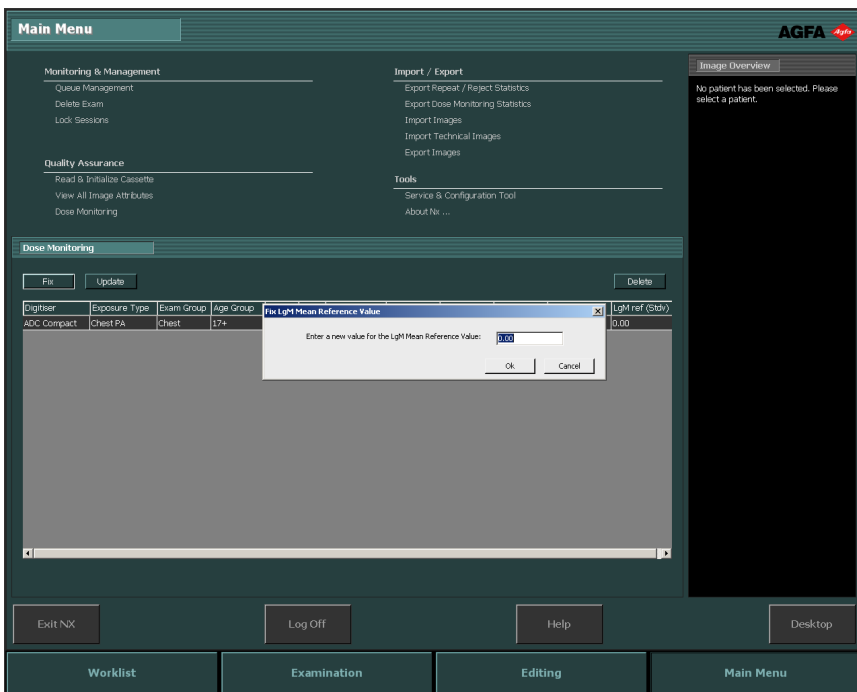 Main Menu
AGFA
Agfa
Monitoring & Management
Queue Management
Delete Exam
Lock Sessions
Quality Assurance
Read & Initialize Cassette
View All Image Attributes
Dose Monitoring
Import / Export
Export Repeat / Reject Statistics
Export Dose Monitoring Statistics
Import Images
Import Technical Images
Export Images
Tools
Service & Configuration Tool
About Nx ...
Image Overview
No patient has been selected. Please
select a patient.
Dose Monitoring
Fix Update Delete
Digitiser Exposure Type Exam Group Age Group LgM ref (Stdv)
ADC Compact Chest PA Chest 17+ 0.00
Fix LgM Mean Reference Value
Enter a new value for the LgM Mean Reference Value: 0.00
Ok Cancel
Exit NX Log Off Help Desktop
Worklist Examination Editing Main Menu